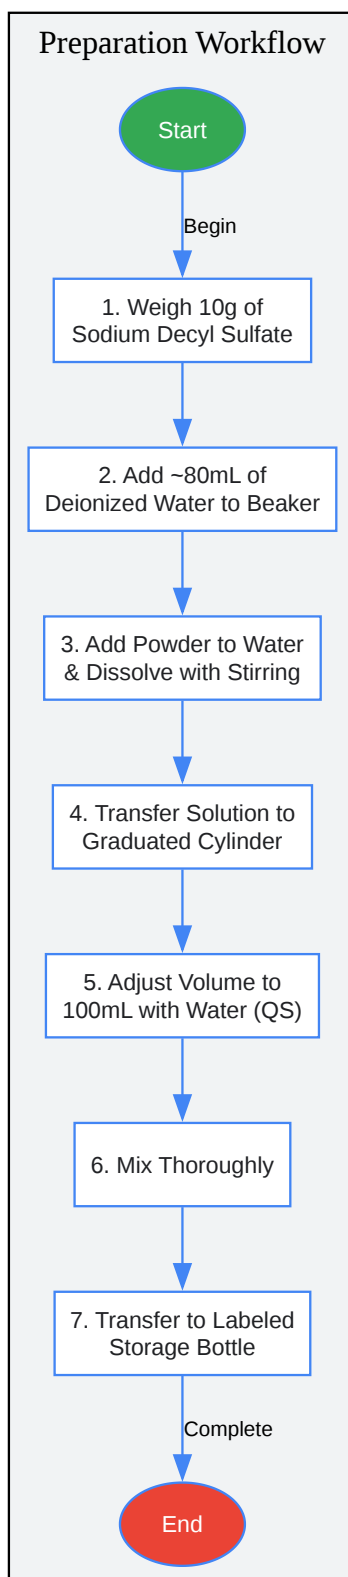 Preparation Workflow
Start
Begin
1. Weigh 10g of
Sodium Decyl Sulfate
2. Add ~80mL of
Deionized Water to Beaker
3. Add Powder to Water
& Dissolve with Stirring
4. Transfer Solution to
Graduated Cylinder
5. Adjust Volume to
100mL with Water (QS)
6. Mix Thoroughly
7. Transfer to Labeled
Storage Bottle
Complete
End